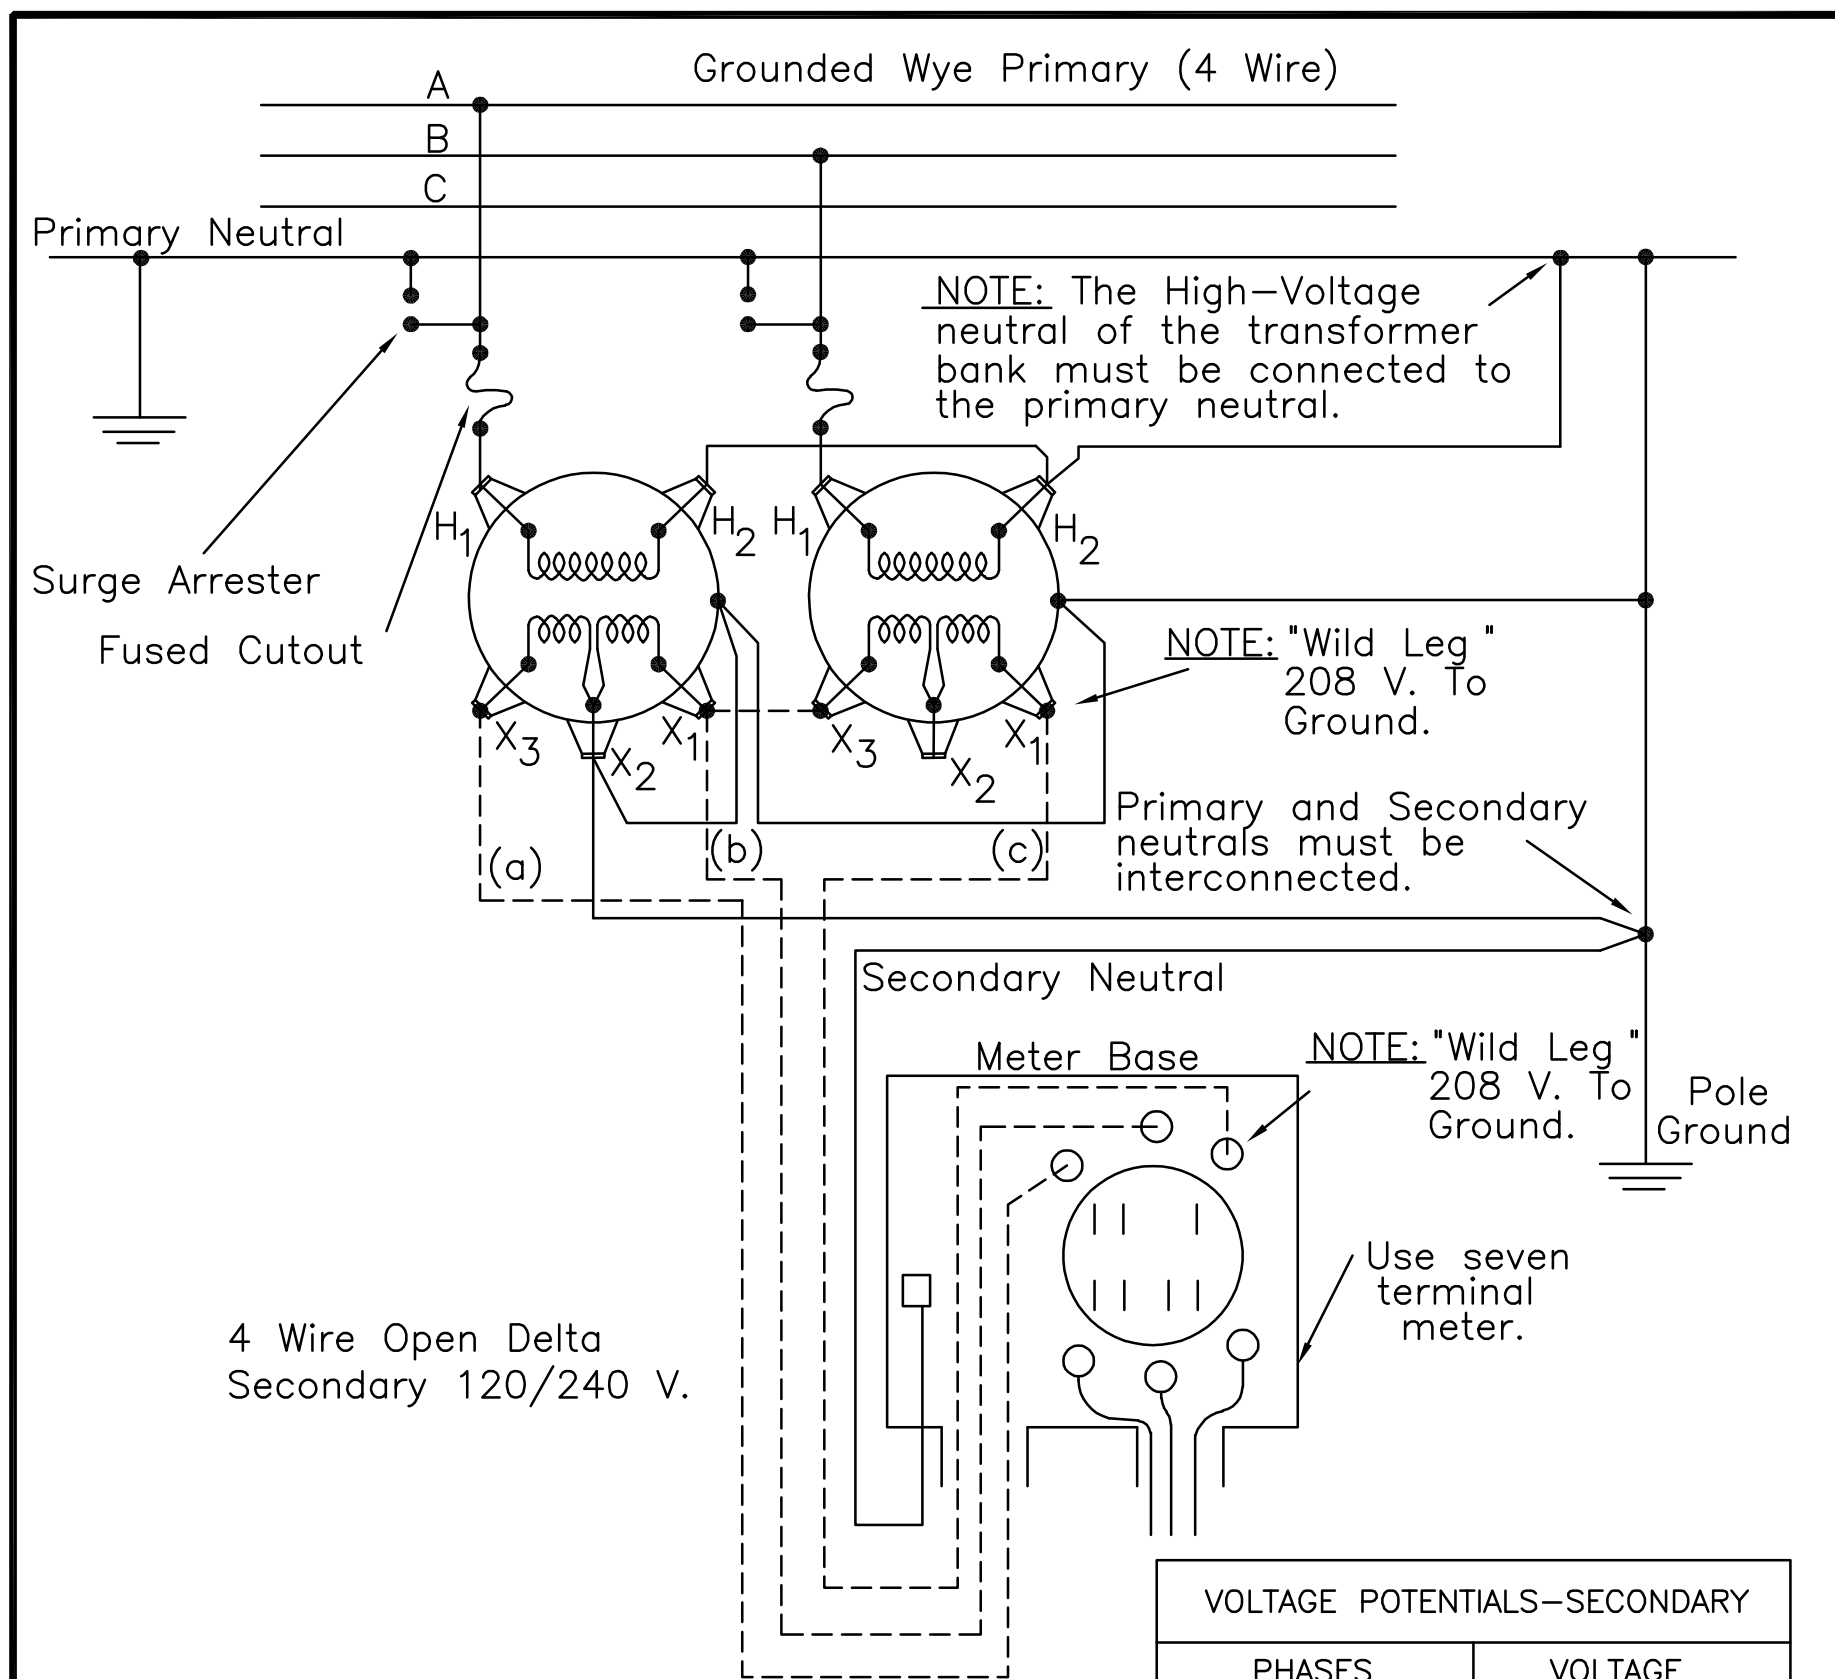 Grounded Wye Primary (4 Wire)
A
B
C
Primary Neutral
NOTE: The High-Voltage
neutral of the transformer
bank must be connected to
the primary neutral.
H1
H2
H1
H2
Surge Arrester
Fused Cutout
NOTE: "Wild Leg"
208 V. To
Ground.
X3
X2
X1
X3
X2
X1
(a)
(b)
(c)
Primary and Secondary
neutrals must be
interconnected.
Secondary Neutral
Meter Base
NOTE: "Wild Leg"
208 V. To
Ground.
Pole
Ground
Use seven
terminal
meter.
4 Wire Open Delta
Secondary 120/240 V.
VOLTAGE POTENTIALS-SECONDARY
PHASES
VOLTAGE